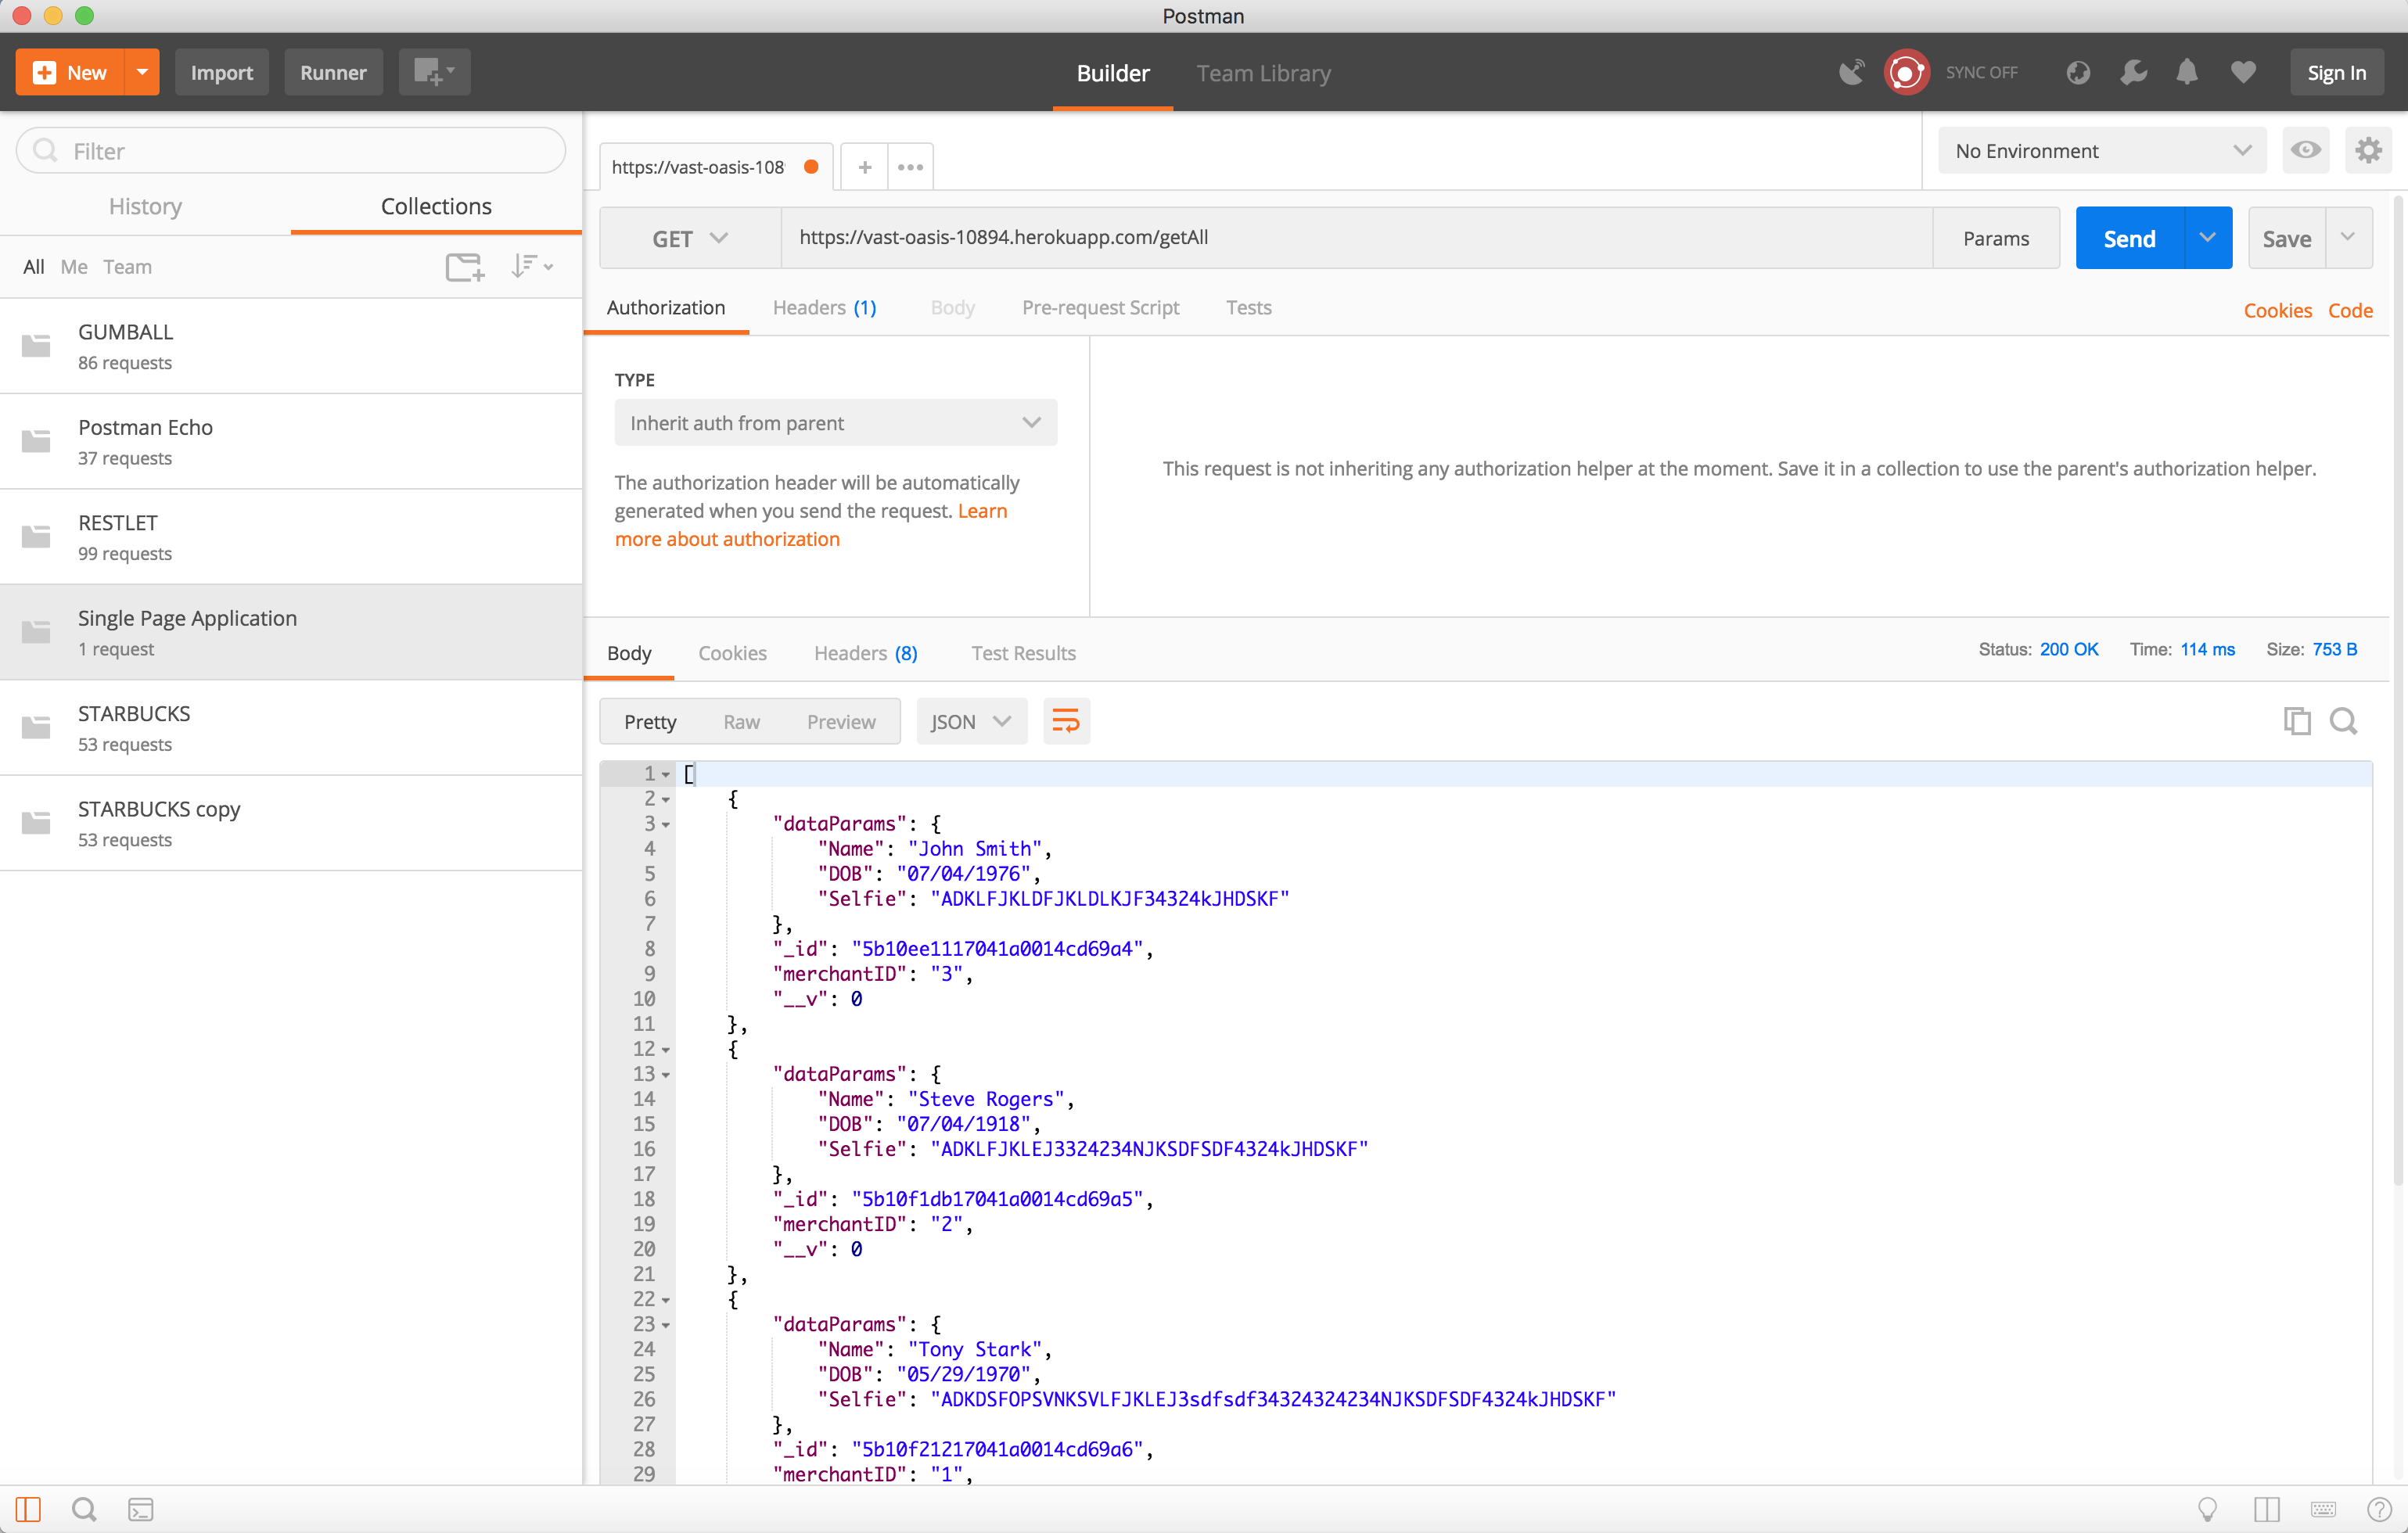 Postman
New
Import
Runner
Builder
Team Library
SYNC OFF
Sign In
Filter
History
Collections
All Me Team
GUMBALL
86 requests
Postman Echo
37 requests
RESTLET
99 requests
Single Page Application
1 request
STARBUCKS
53 requests
STARBUCKS copy
53 requests
https://vast-oasis-108
+
No Environment
GET
https://vast-oasis-10894.herokuapp.com/getAll
Params
Send
Save
Authorization
Headers (1)
Body
Pre-request Script
Tests
Cookies
Code
TYPE
Inherit auth from parent
The authorization header will be automatically
generated when you send the request. Learn
more about authorization
This request is not inheriting any authorization helper at the moment. Save it in a collection to use the parent's authorization helper.
Body
Cookies
Headers (8)
Test Results
Status: 200 OK
Time: 114 ms
Size: 753 B
Pretty
Raw
Preview
JSON
1 [
2 {
3 "dataParams": {
4 "Name": "John Smith",
5 "DOB": "07/04/1976",
6 "Selfie": "ADKLFJKLDFJKLDLKJF34324kJHDSKF"
7 },
8 "_id": "5b10ee1117041a0014cd69a4",
9 "merchantID": "3",
10 "__v": 0
11 },
12 {
13 "dataParams": {
14 "Name": "Steve Rogers",
15 "DOB": "07/04/1918",
16 "Selfie": "ADKLFJKLEJ3324234NJKSDFSDF4324kJHDSKF"
17 },
18 "_id": "5b10f1db17041a0014cd69a5",
19 "merchantID": "2",
20 "__v": 0
21 },
22 {
23 "dataParams": {
24 "Name": "Tony Stark",
25 "DOB": "05/29/1970",
26 "Selfie": "ADKDSFOPSVNKSVLFJKLEJ3sdfsdf34324324234NJKSDFSDF4324kJHDSKF"
27 },
28 "_id": "5b10f21217041a0014cd69a6",
29 "merchantID": "1",